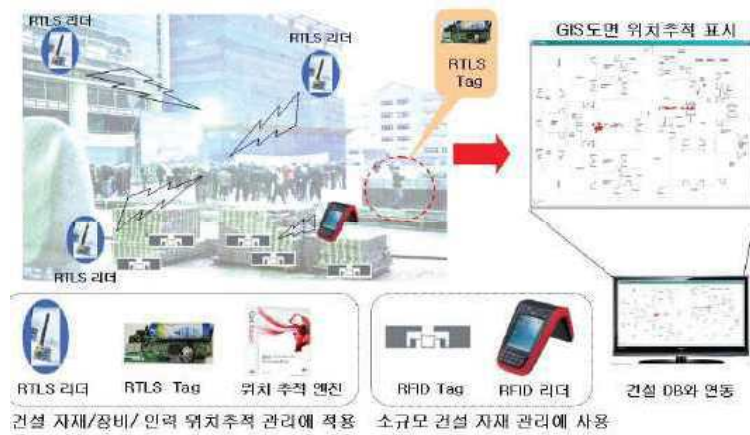 RTLS 리더
RTLS 리더
RTLS
Tag
GIS도면 위치추적 표시
RTLS 리더
RTLS 리더
RTLS Tag
위치 추적 엔진
RFID Tag
RFID 리더
건설 DB와 연동
건설 자재/장비/ 인력 위치추적 관리에 적용
소규모 건설 자재 관리에 사용